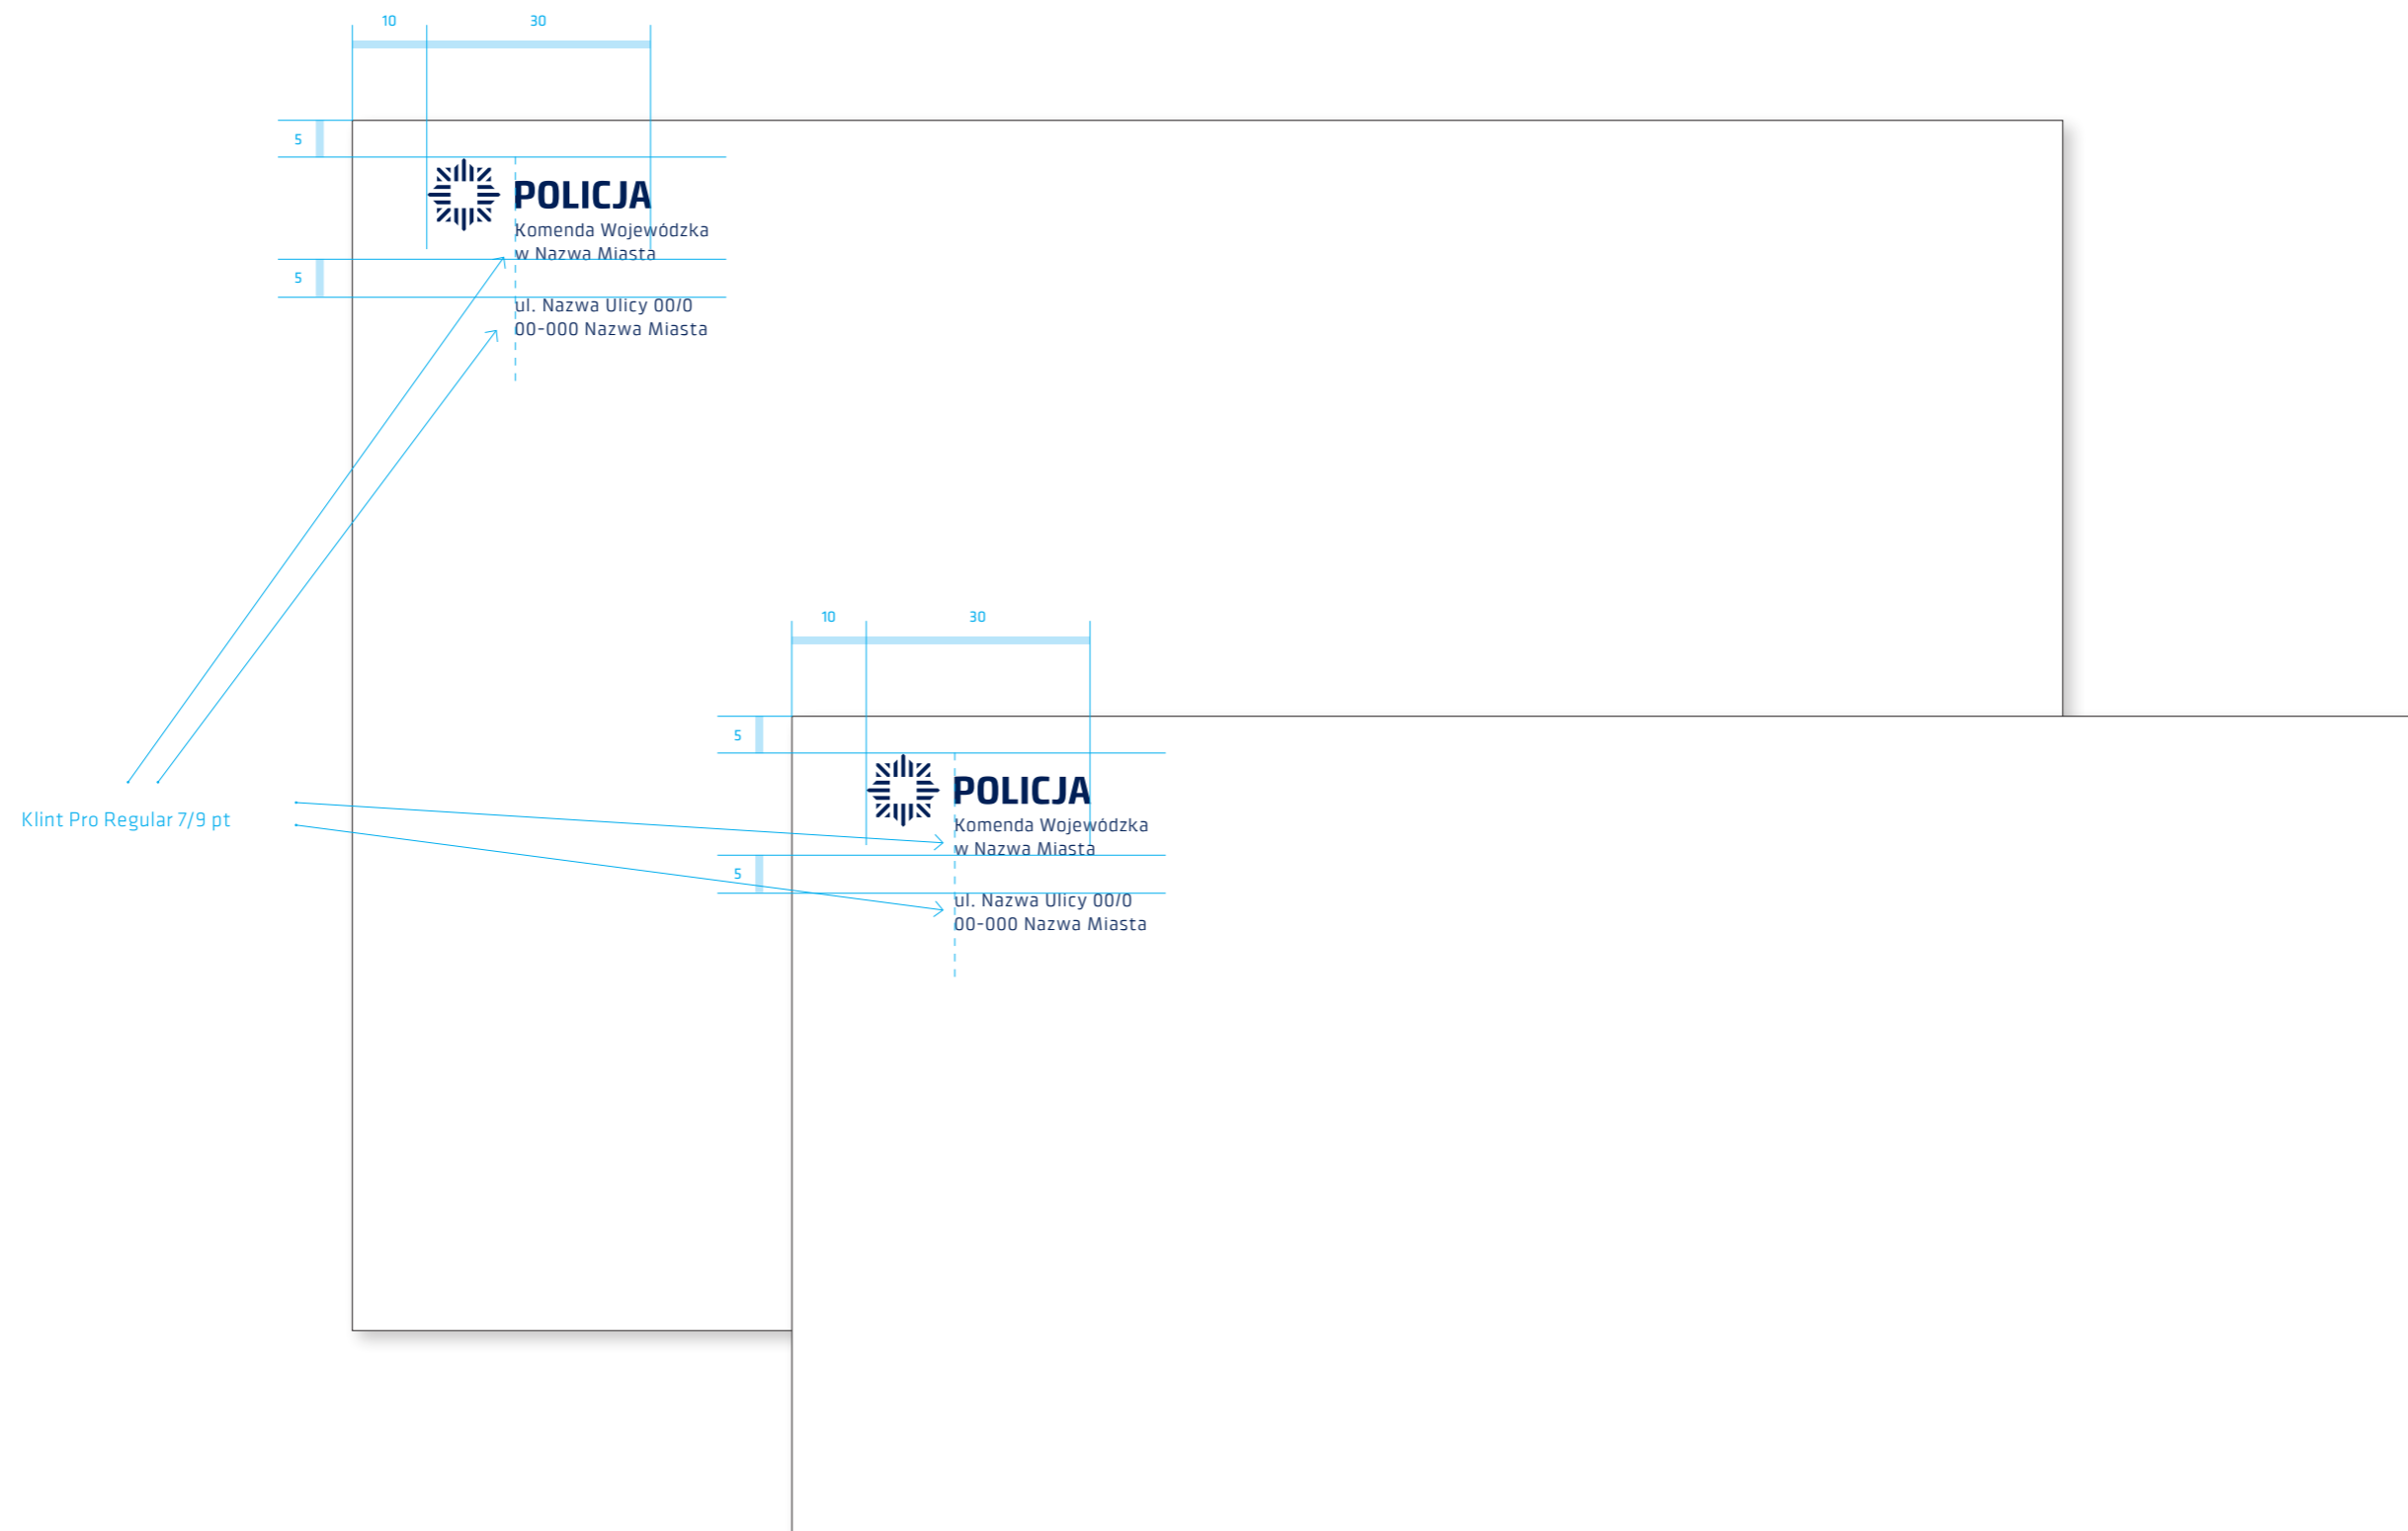 10 30
5
POLICJA
Komenda Wojewódzka
w Nazwa Miasta
5
ul. Nazwa Ulicy 00/0
00-000 Nazwa Miasta
10 30
5
POLICJA
Klint Pro Regular 7/9 pt
Komenda Wojewódzka
w Nazwa Miasta
5
ul. Nazwa Ulicy 00/0
00-000 Nazwa Miasta